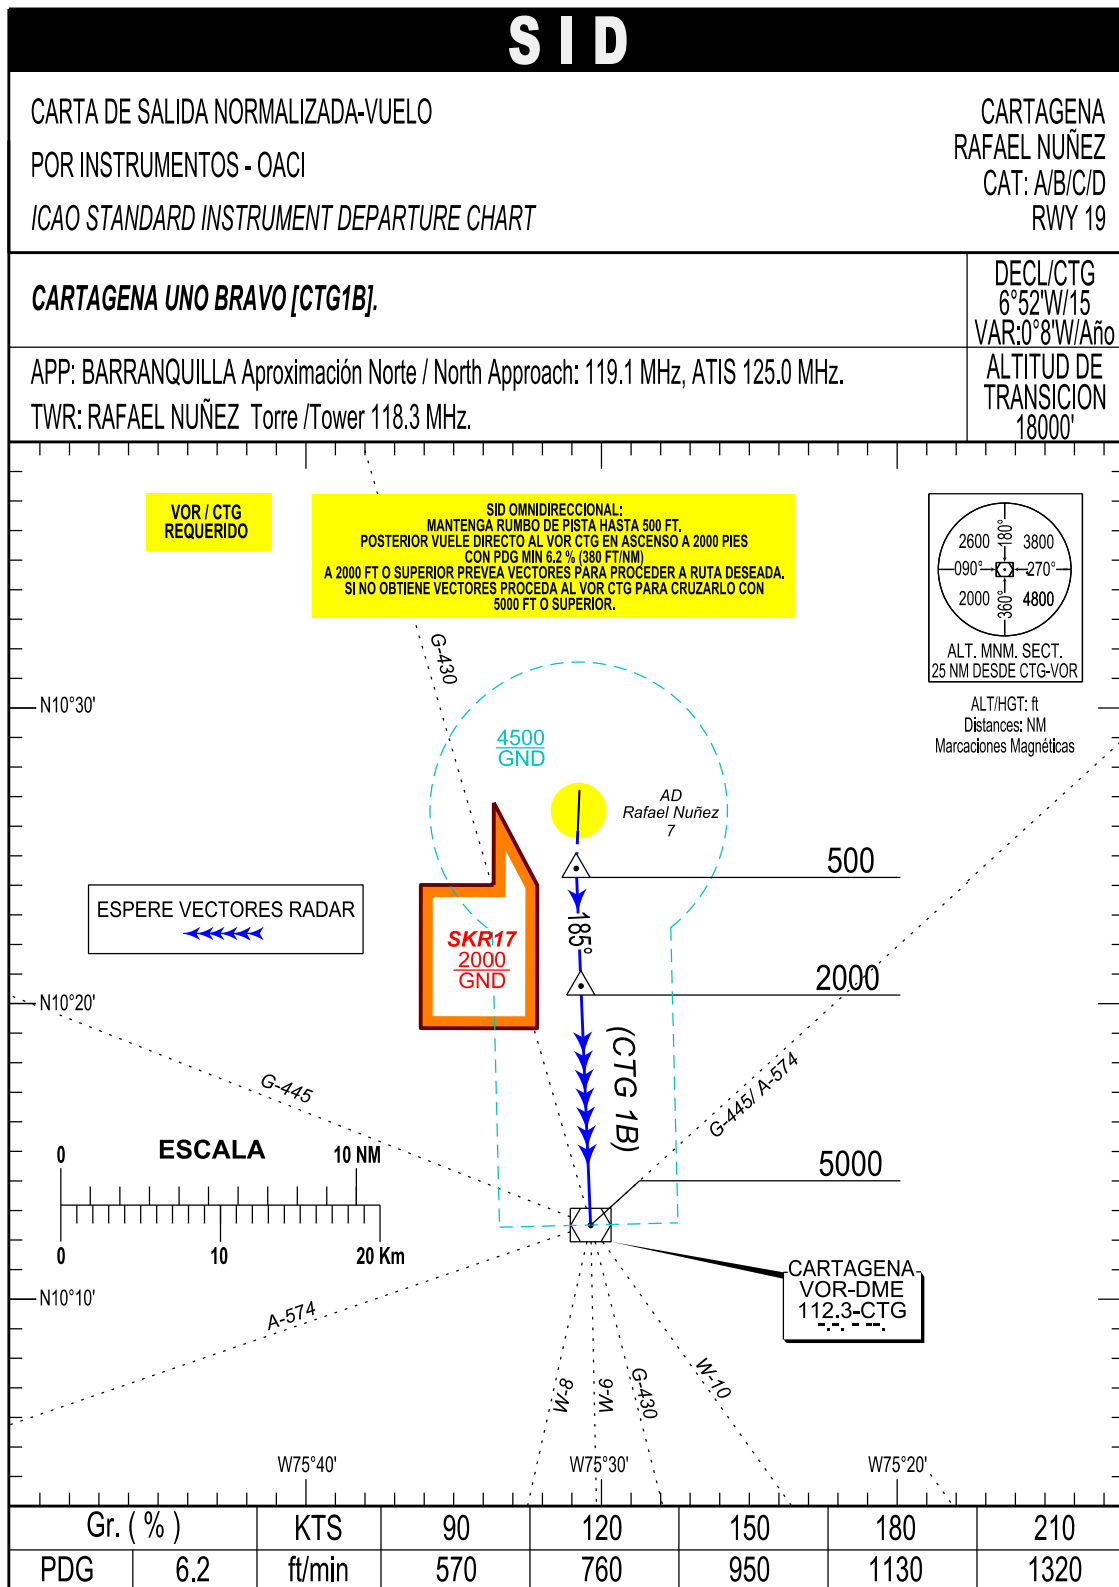 SID
CARTA DE SALIDA NORMALIZADA-VUELO
POR INSTRUMENTOS - OACI
ICAO STANDARD INSTRUMENT DEPARTURE CHART
CARTAGENA
RAFAEL NUÑEZ
CAT: A/B/C/D
RWY 19
CARTAGENA UNO BRAVO [CTG1B].
DECL/CTG
6°52'W/15
VAR:0°8'W/Año
APP: BARRANQUILLA Aproximación Norte / North Approach: 119.1 MHz, ATIS 125.0 MHz.
TWR: RAFAEL NUÑEZ Torre /Tower 118.3 MHz.
ALTITUD DE
TRANSICION
18000'
VOR / CTG
REQUERIDO
SID OMNIDIRECCIONAL:
MANTENGA RUMBO DE PISTA HASTA 500 FT.
POSTERIOR VUELE DIRECTO AL VOR CTG EN ASCENSO A 2000 PIES
CON PDG MIN 6.2 % (380 FT/NM)
A 2000 FT O SUPERIOR PREVEA VECTORES PARA PROCEDER A RUTA DESEADA.
SI NO OBTIENE VECTORES PROCEDA AL VOR CTG PARA CRUZARLO CON
5000 FT O SUPERIOR.
2600 180° 3800
090° 270°
2000 360° 4800
ALT. MNM. SECT.
25 NM DESDE CTG-VOR
ALT/HGT: ft
Distances: NM
Marcaciones Magnéticas
G-430
N10°30'
4500
GND
AD
Rafael Nuñez
7
500
ESPERE VECTORES RADAR
185°
SKR17
2000
GND
2000
N10°20'
(CTG 1B)
G-445
G-445/ A-574
ESCALA
0 10 NM
0 10 20 Km
5000
CARTAGENA
VOR-DME
112.3-CTG
-.-. - --.
N10°10'
A-574
W-8
W-9
G-430
W-10
W75°40' W75°30' W75°20'
Gr. ( % ) KTS 90 120 150 180 210
PDG 6.2 ft/min 570 760 950 1130 1320